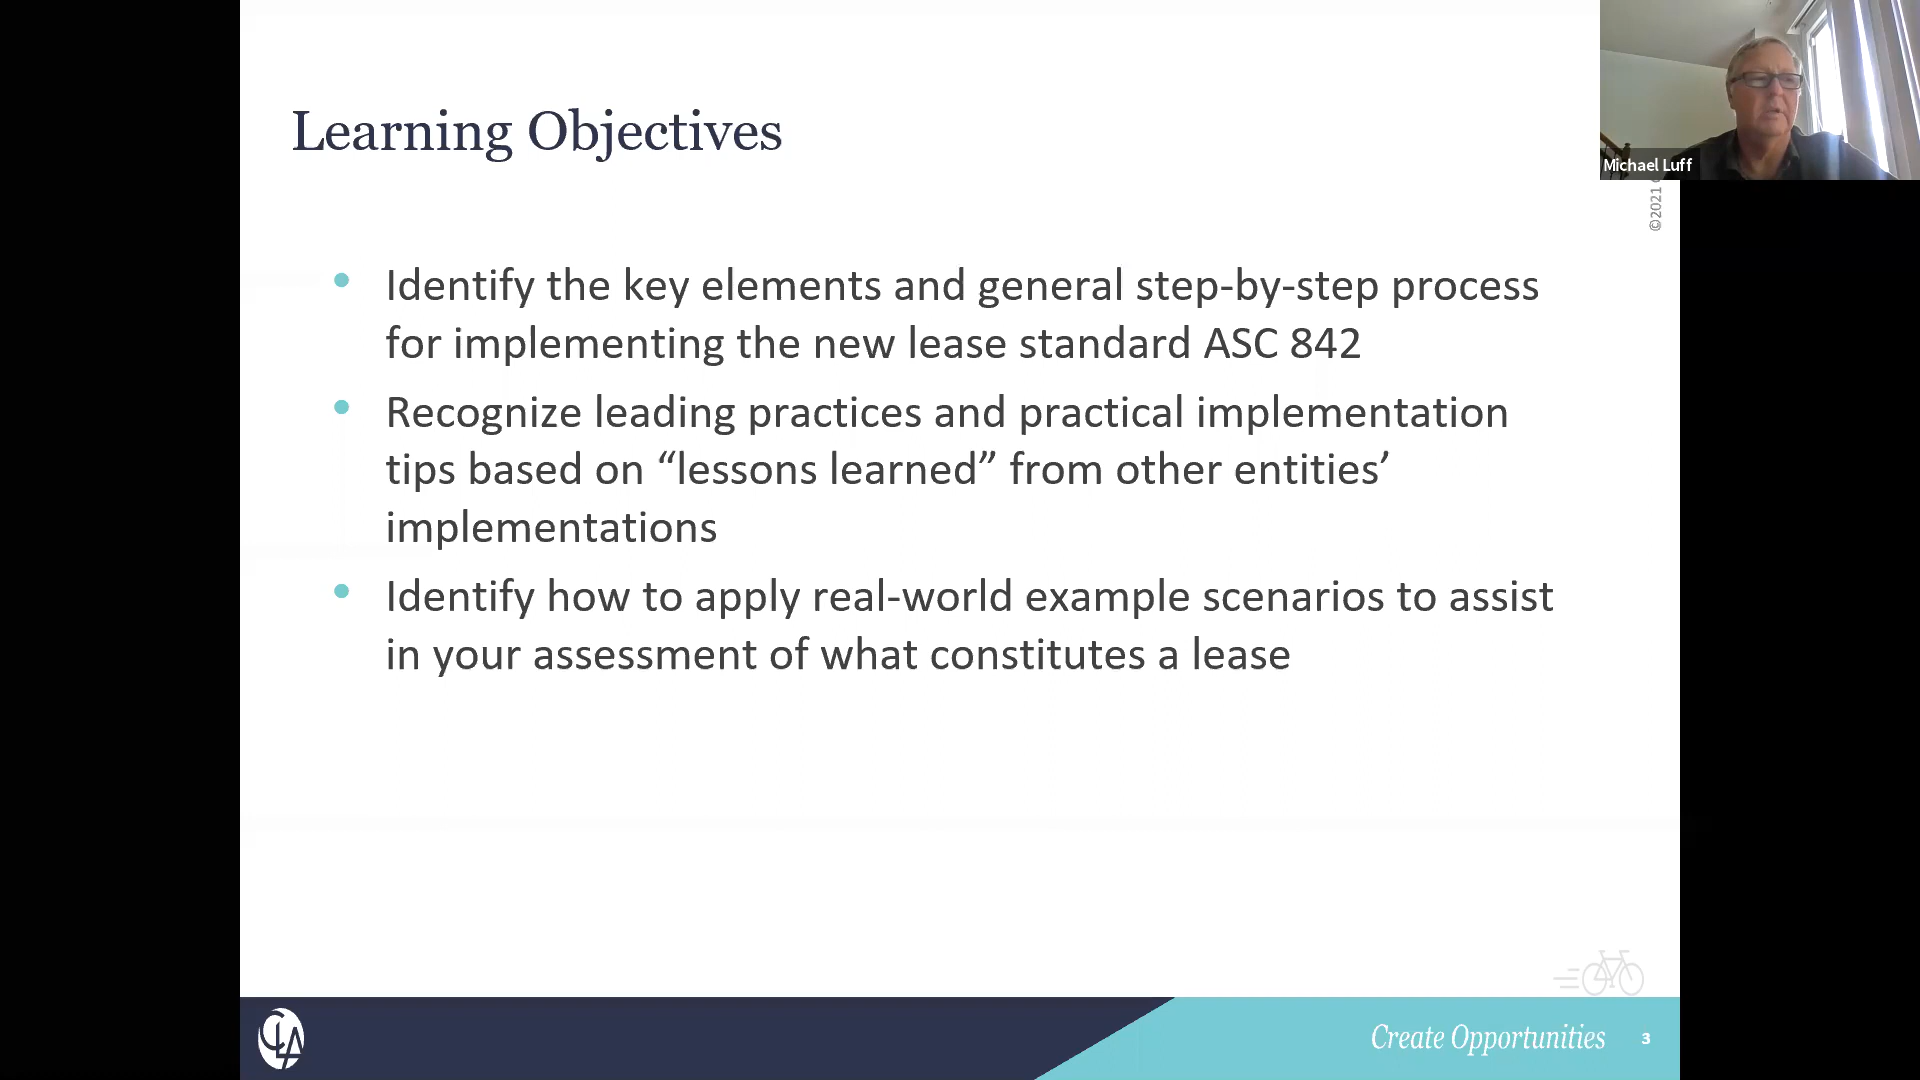 Learning Objectives
Michael Luff
©2021
• Identify the key elements and general step-by-step process
for implementing the new lease standard ASC 842
• Recognize leading practices and practical implementation
tips based on “lessons learned” from other entities’
implementations
• Identify how to apply real-world example scenarios to assist
in your assessment of what constitutes a lease
CLA
Create Opportunities
3